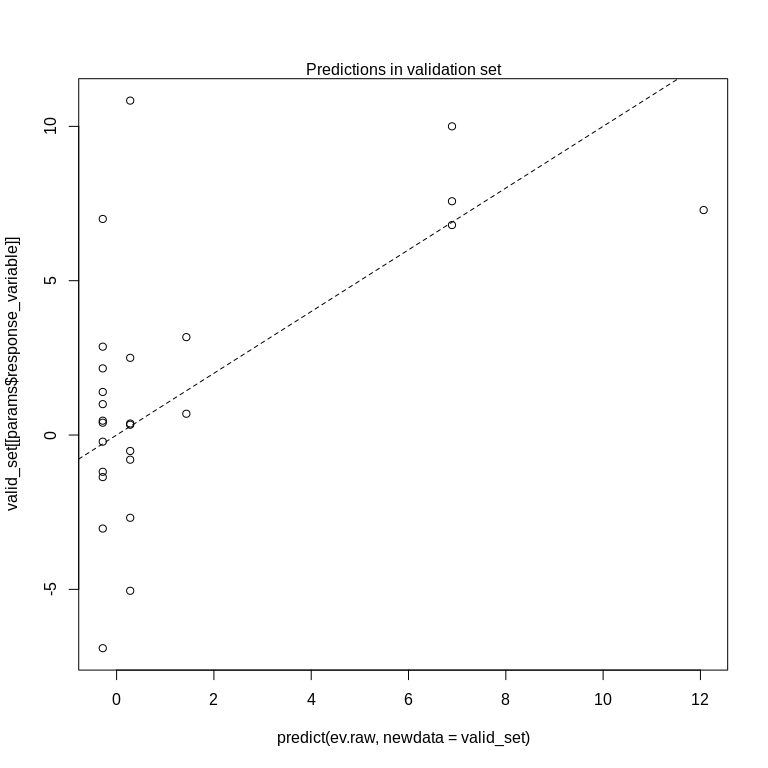 Predictions in validation set
valid_set[[params$response_variable]]
10
5
0
-5
0 2 4 6 8 10 12
predict(ev.raw, newdata = valid_set)